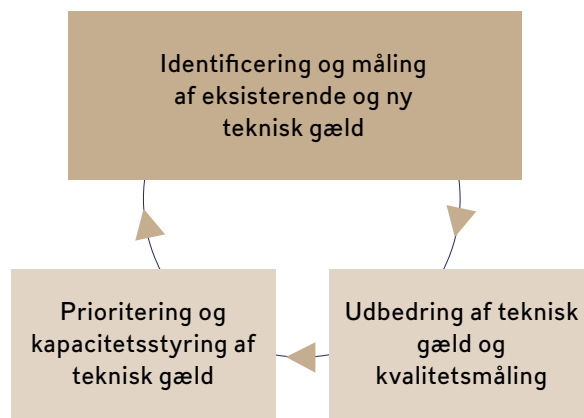 Identificering og måling
af eksisterende og ny
teknisk gæld
Prioritering og
kapacitetsstyring af
teknisk gæld
Udbedring af teknisk
gæld og
kvalitetsmåling